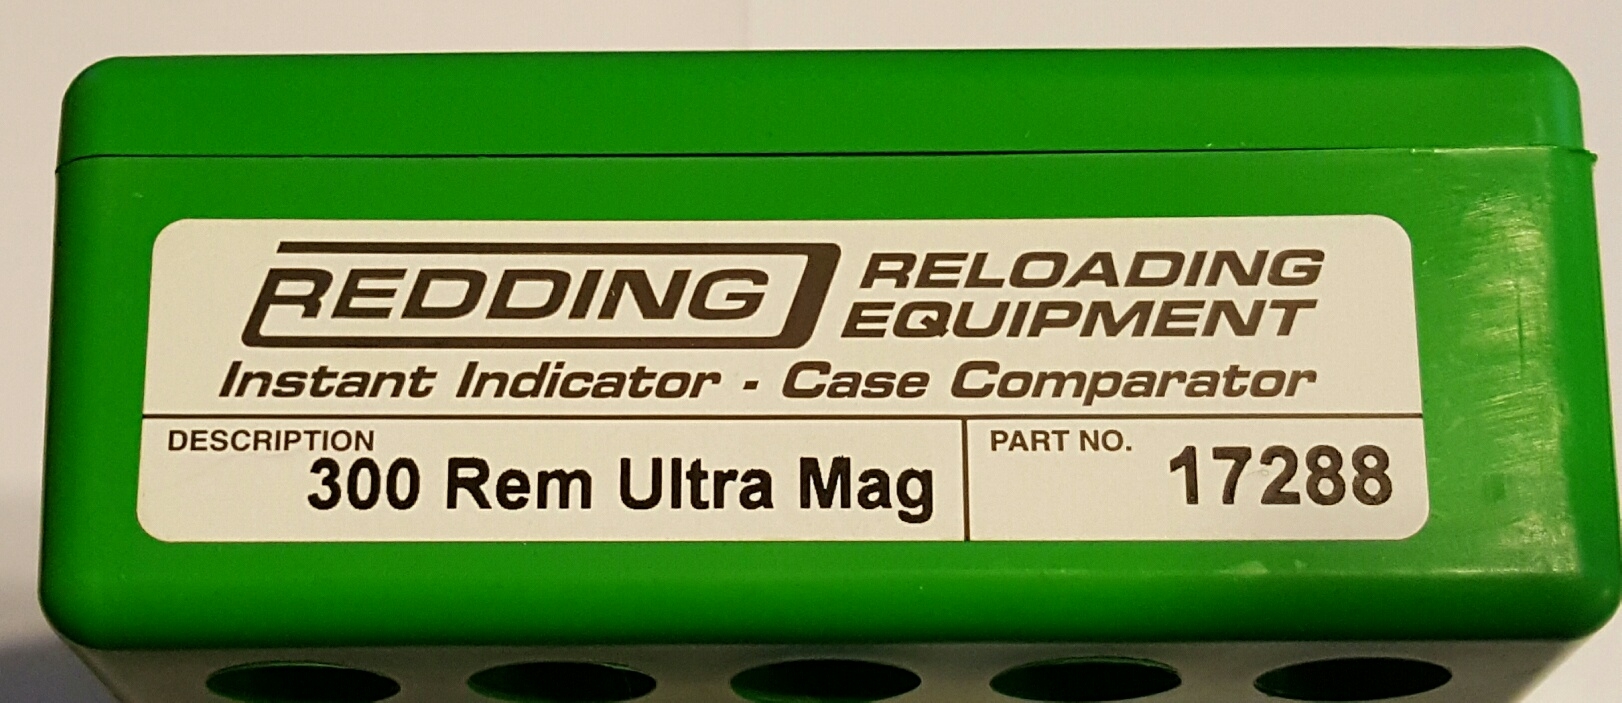 REDDING RELOADING EQUIPMENT
Instant Indicator - Case Comparator
DESCRIPTION
300 Rem Ultra Mag
PART NO.
17288